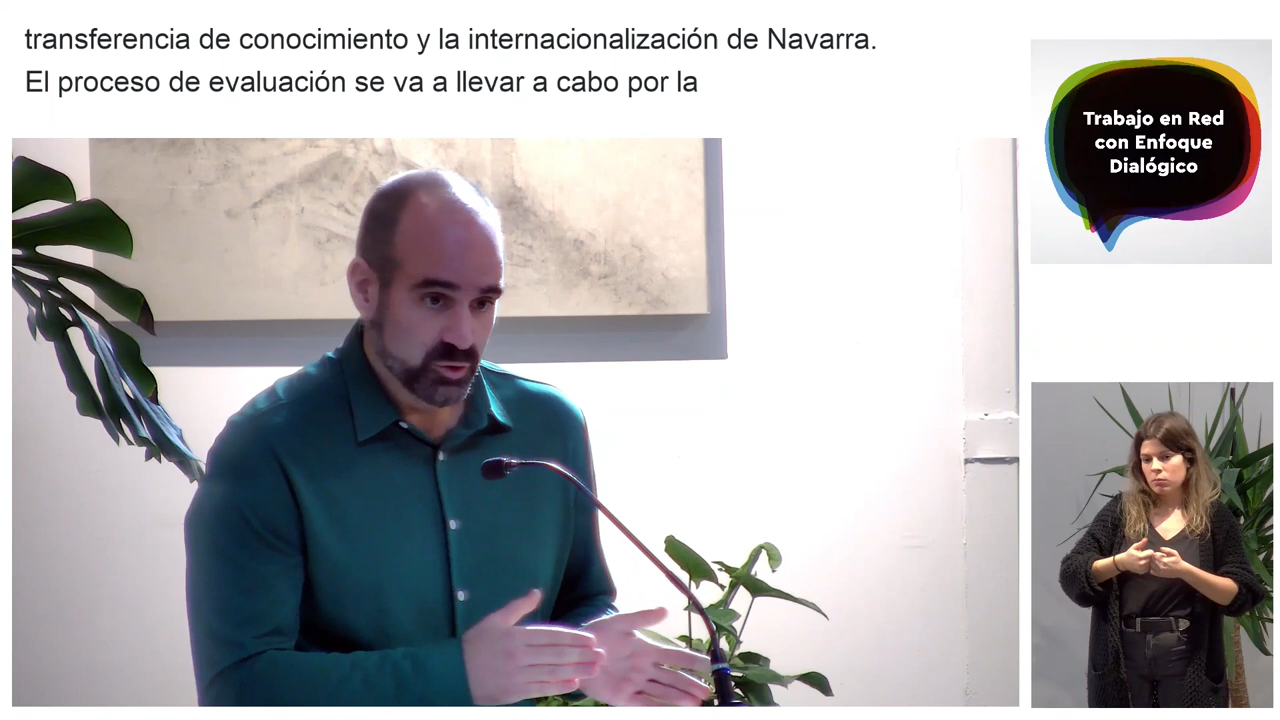 transferencia de conocimiento y la internacionalización de Navarra.
El proceso de evaluación se va a llevar a cabo por la
Trabajo en Red
con Enfoque
Dialógico